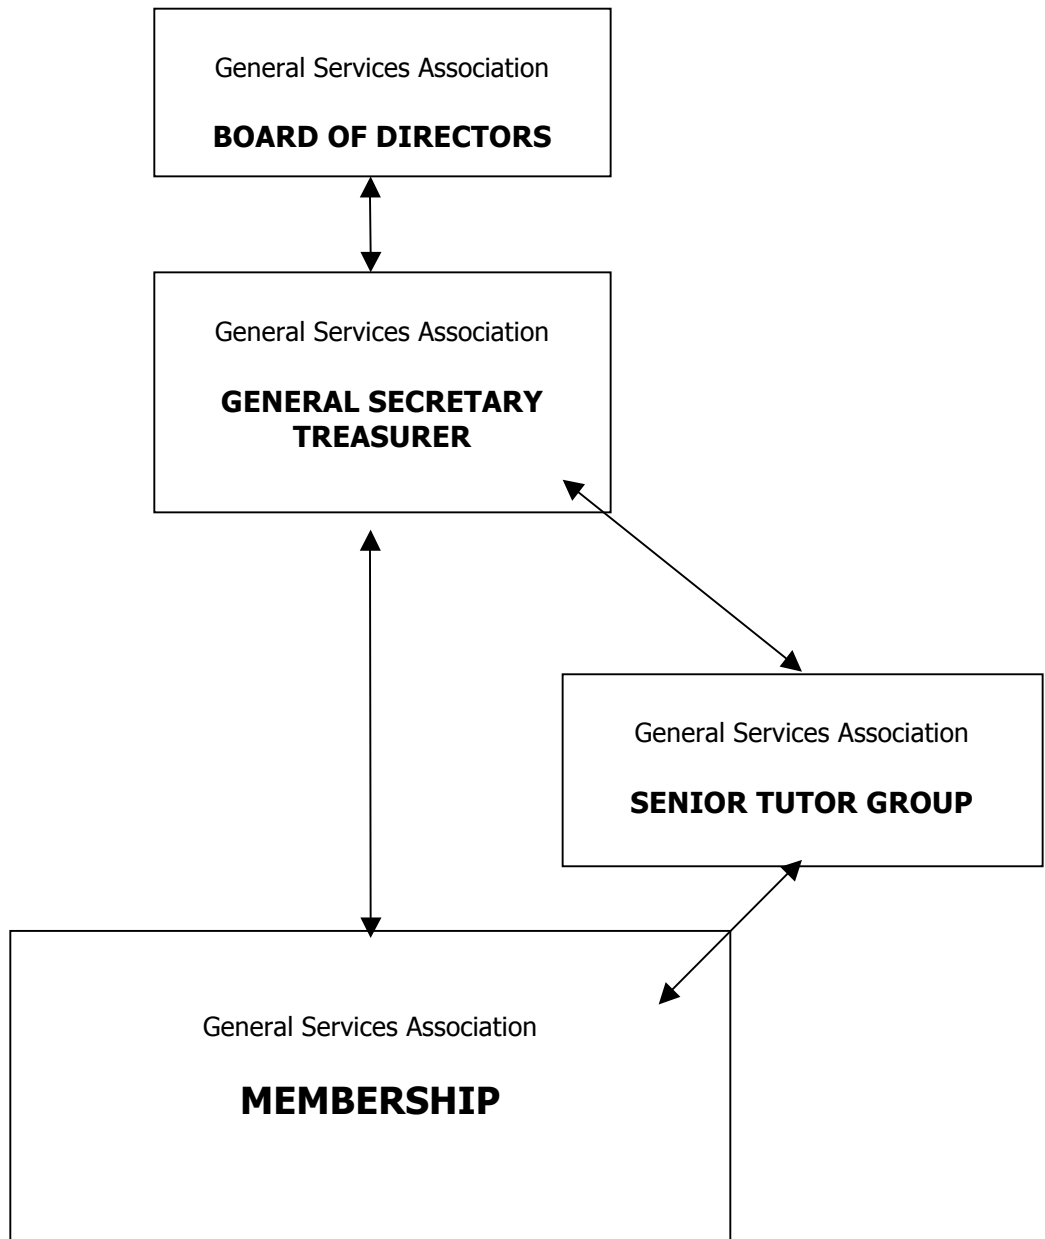 General Services Association
BOARD OF DIRECTORS
General Services Association
GENERAL SECRETARY
TREASURER
General Services Association
SENIOR TUTOR GROUP
General Services Association
MEMBERSHIP